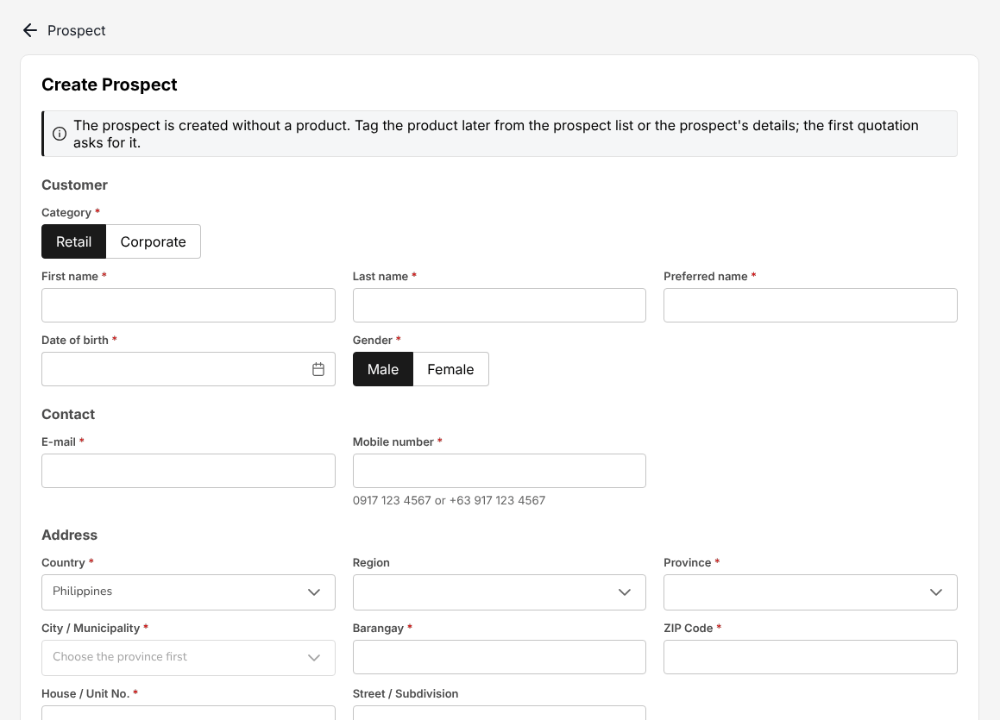 Prospect
Create Prospect
The prospect is created without a product. Tag the product later from the prospect list or the prospect's details; the first quotation
asks for it.
Customer
Category *
Retail Corporate
First name * Last name * Preferred name *
Date of birth * Gender *
Male Female
Contact
E-mail * Mobile number *
0917 123 4567 or +63 917 123 4567
Address
Country * Region Province *
Philippines
City / Municipality * Barangay * ZIP Code *
Choose the province first
House / Unit No. * Street / Subdivision